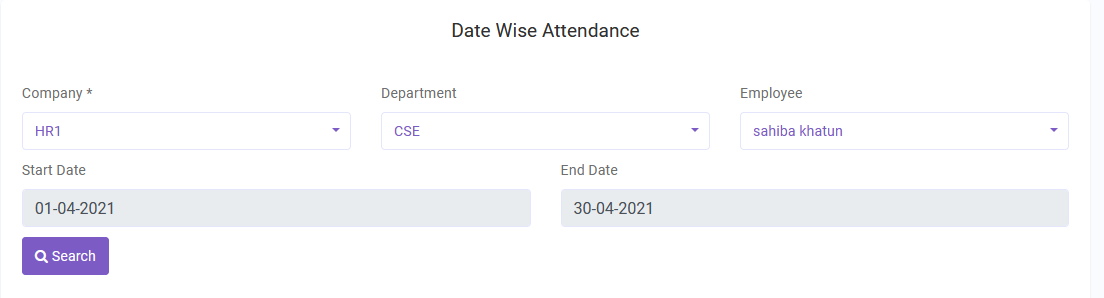 Date Wise Attendance
Company * Department Employee
HR1 CSE sahiba khatun
Start Date End Date
01-04-2021 30-04-2021
Search